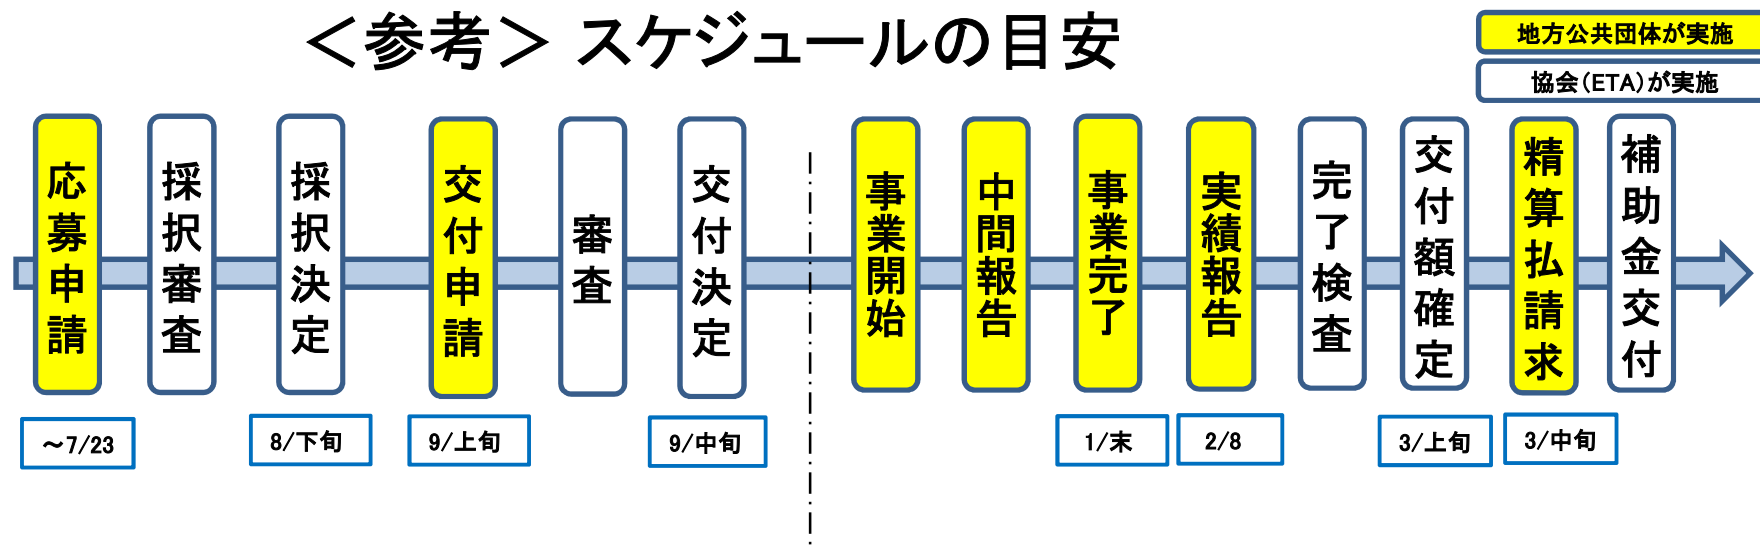 ＜参考＞ スケジュールの目安
地方公共団体が実施
協会(ETA)が実施
応募申請
採択審査
採択決定
交付申請
審査
交付決定
事業開始
中間報告
事業完了
実績報告
完了検査
交付額確定
精算払請求
補助金交付
～7/23
8/下旬
9/上旬
9/中旬
1/末
2/8
3/上旬
3/中旬